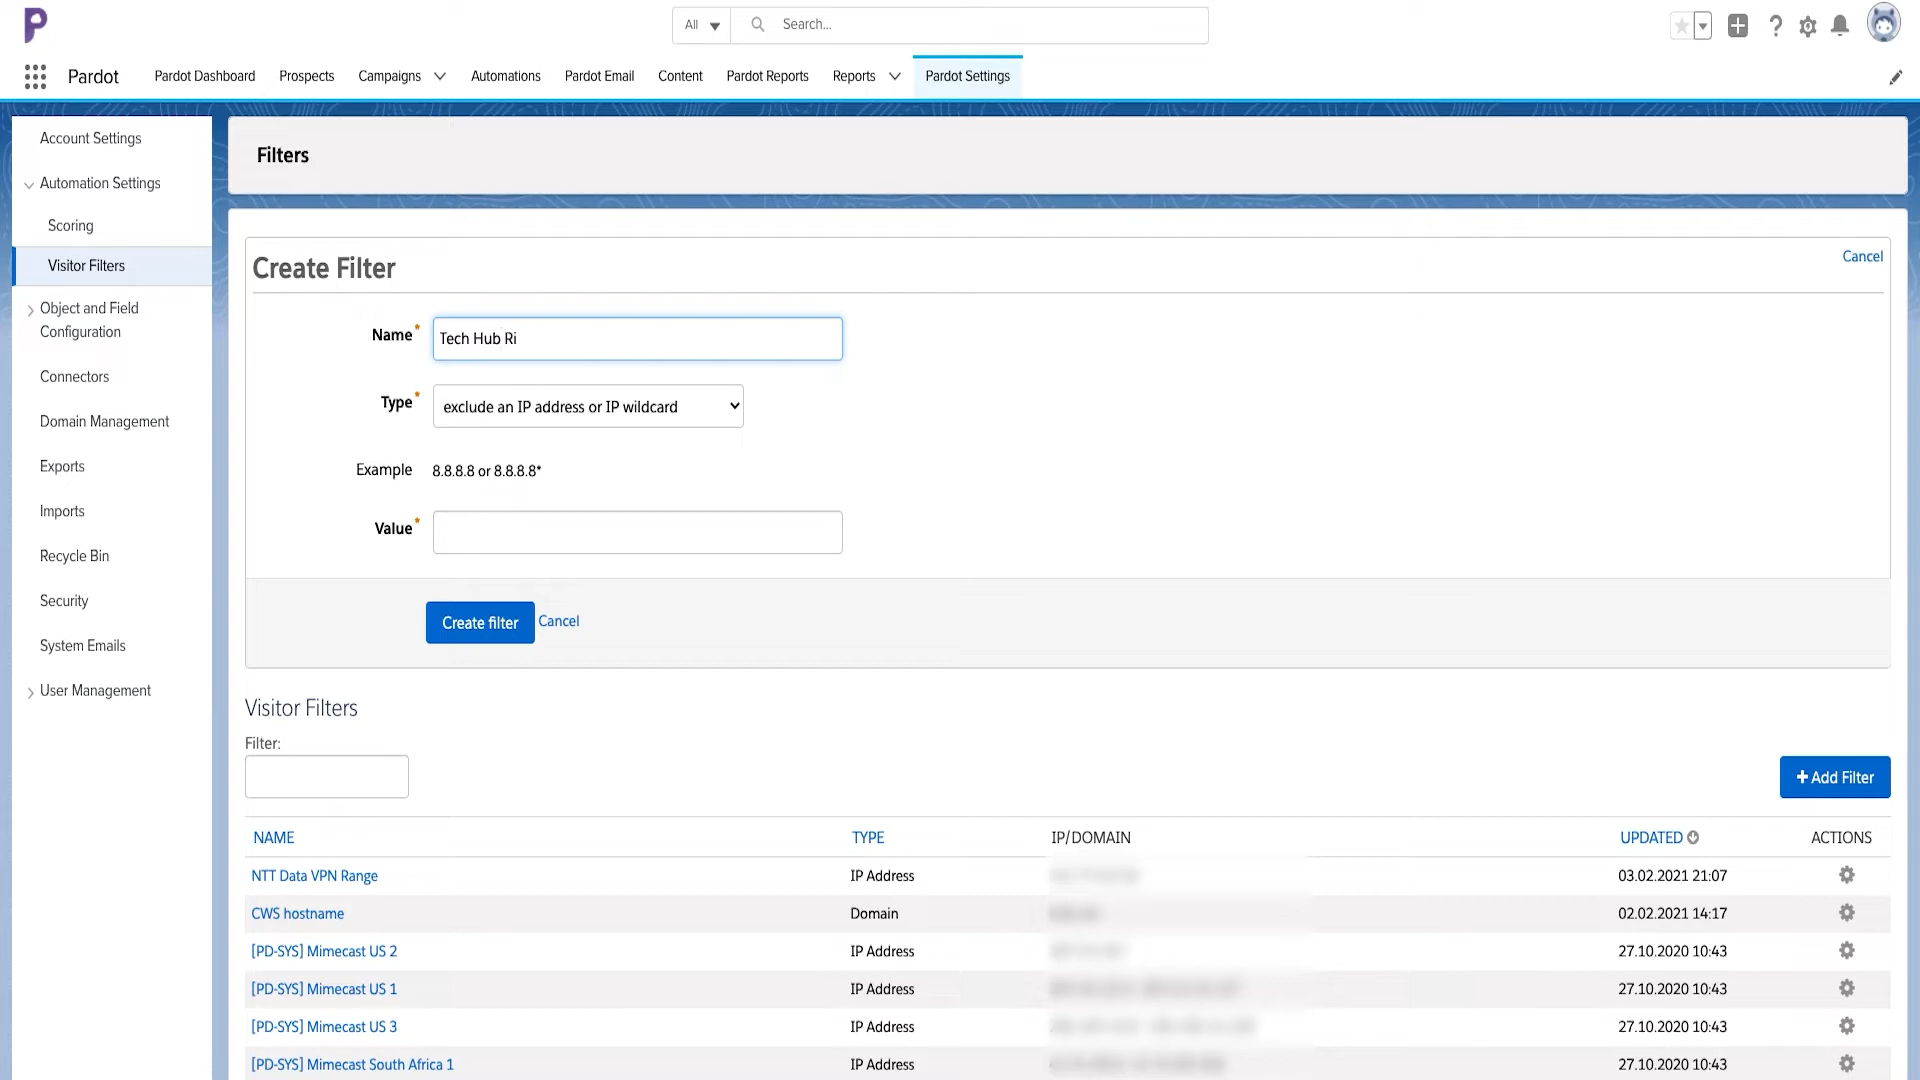 All
Search...
Pardot
Pardot Dashboard
Prospects
Campaigns
Automations
Pardot Email
Content
Pardot Reports
Reports
Pardot Settings
Account Settings
Automation Settings
Scoring
Visitor Filters
Object and Field
Configuration
Connectors
Domain Management
Exports
Imports
Recycle Bin
Security
System Emails
User Management
Filters
Create Filter
Cancel
Name*
Tech Hub Ri
Type*
exclude an IP address or IP wildcard
Example 8.8.8.8 or 8.8.8.8*
Value*
Create filter Cancel
Visitor Filters
Filter:
+ Add Filter
NAME TYPE IP/DOMAIN UPDATED ACTIONS
NTT Data VPN Range IP Address 03.02.2021 21:07
CWS hostname Domain 02.02.2021 14:17
[PD-SYS] Mimecast US 2 IP Address 27.10.2020 10:43
[PD-SYS] Mimecast US 1 IP Address 27.10.2020 10:43
[PD-SYS] Mimecast US 3 IP Address 27.10.2020 10:43
[PD-SYS] Mimecast South Africa 1 IP Address 27.10.2020 10:43